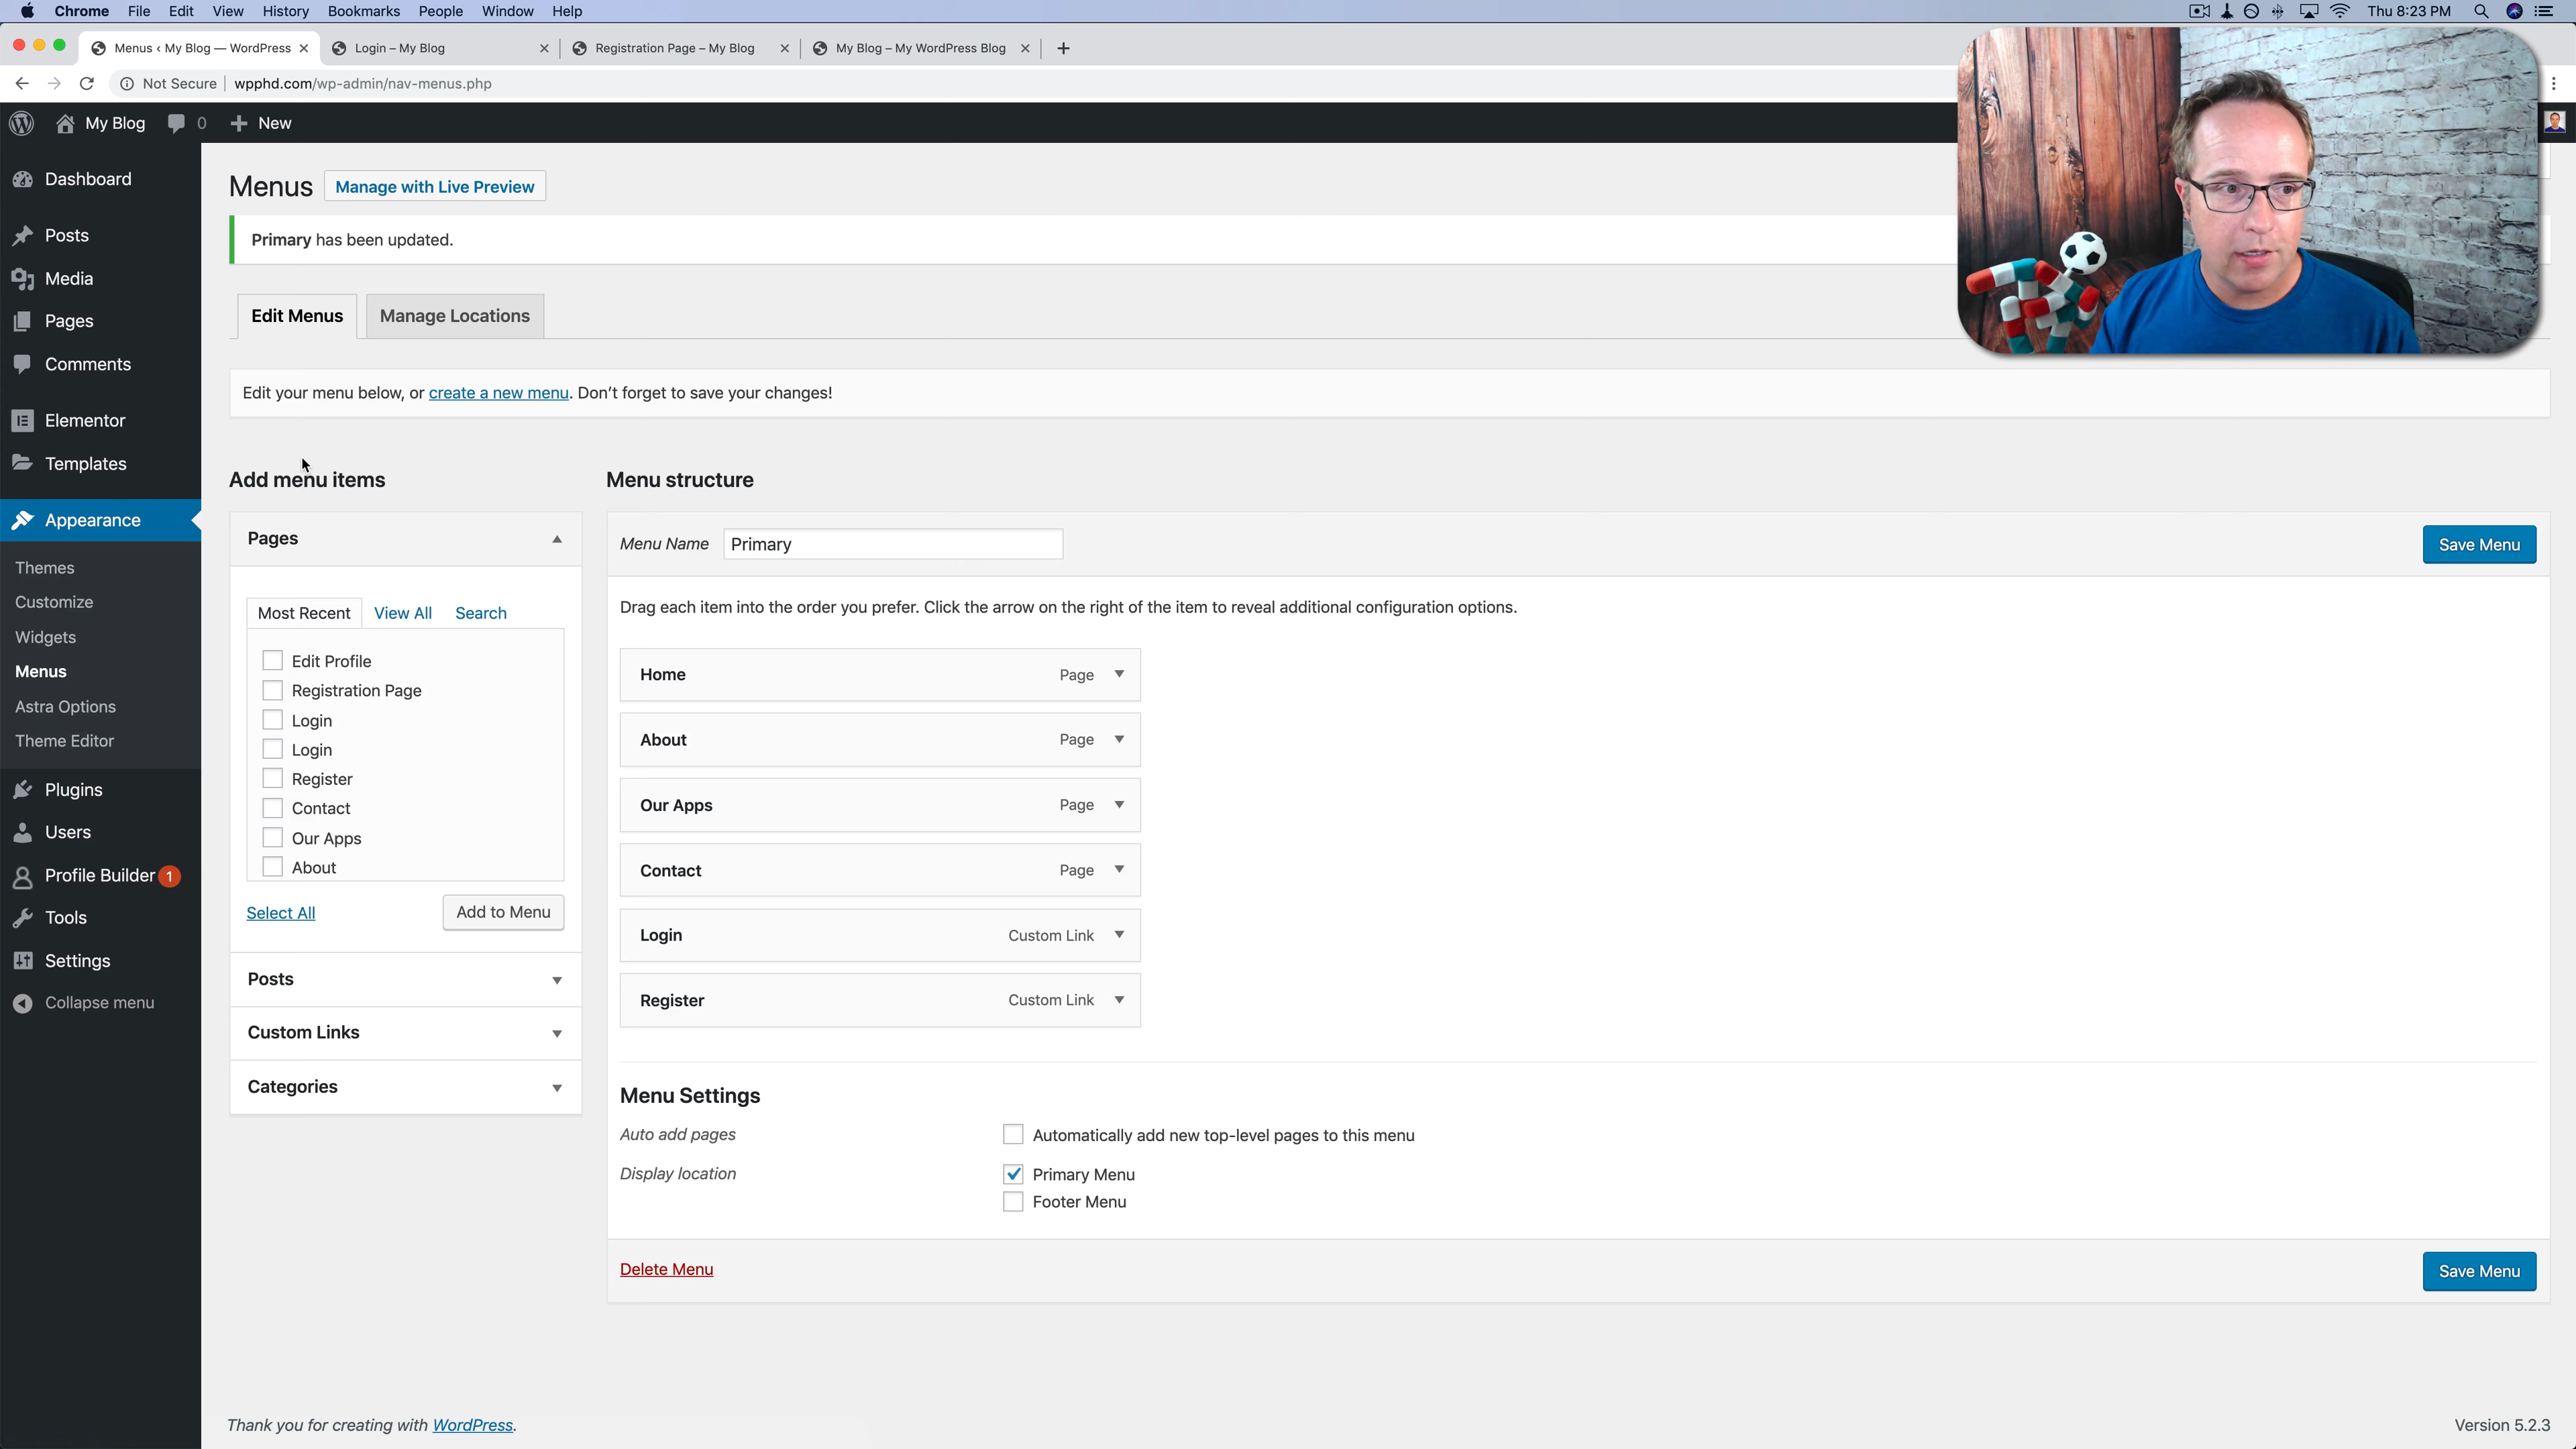 Chrome File Edit View History Bookmarks People Window Help Thu 8:23 PM
Menus ‹ My Blog — WordPress
Login – My Blog
Registration Page – My Blog
My Blog – My WordPress Blog
Not Secure wpphd.com/wp-admin/nav-menus.php
My Blog 0 New
Dashboard
Posts
Media
Pages
Comments
Elementor
Templates
Appearance
Themes
Customize
Widgets
Menus
Astra Options
Theme Editor
Plugins
Users
Profile Builder 1
Tools
Settings
Collapse menu
Menus Manage with Live Preview
Primary has been updated.
Edit Menus Manage Locations
Edit your menu below, or create a new menu. Don't forget to save your changes!
Add menu items
Pages
Most Recent View All Search
Edit Profile
Registration Page
Login
Login
Register
Contact
Our Apps
About
Select All Add to Menu
Posts
Custom Links
Categories
Menu structure
Menu Name Primary Save Menu
Drag each item into the order you prefer. Click the arrow on the right of the item to reveal additional configuration options.
Home Page
About Page
Our Apps Page
Contact Page
Login Custom Link
Register Custom Link
Menu Settings
Auto add pages Automatically add new top-level pages to this menu
Display location Primary Menu
Footer Menu
Delete Menu Save Menu
Thank you for creating with WordPress. Version 5.2.3